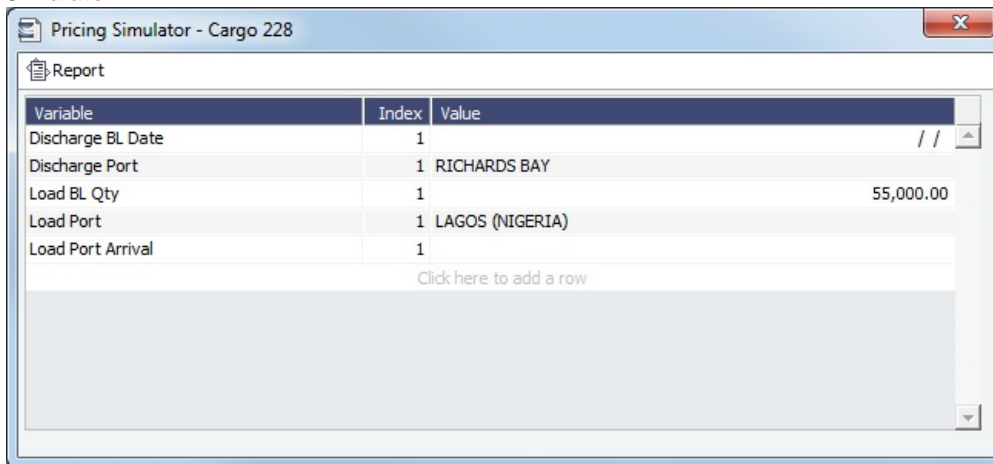 Pricing Simulator - Cargo 228
Report
Variable Index Value
Discharge BL Date 1 / /
Discharge Port 1 RICHARDS BAY
Load BL Qty 1 55,000.00
Load Port 1 LAGOS (NIGERIA)
Load Port Arrival 1
Click here to add a row